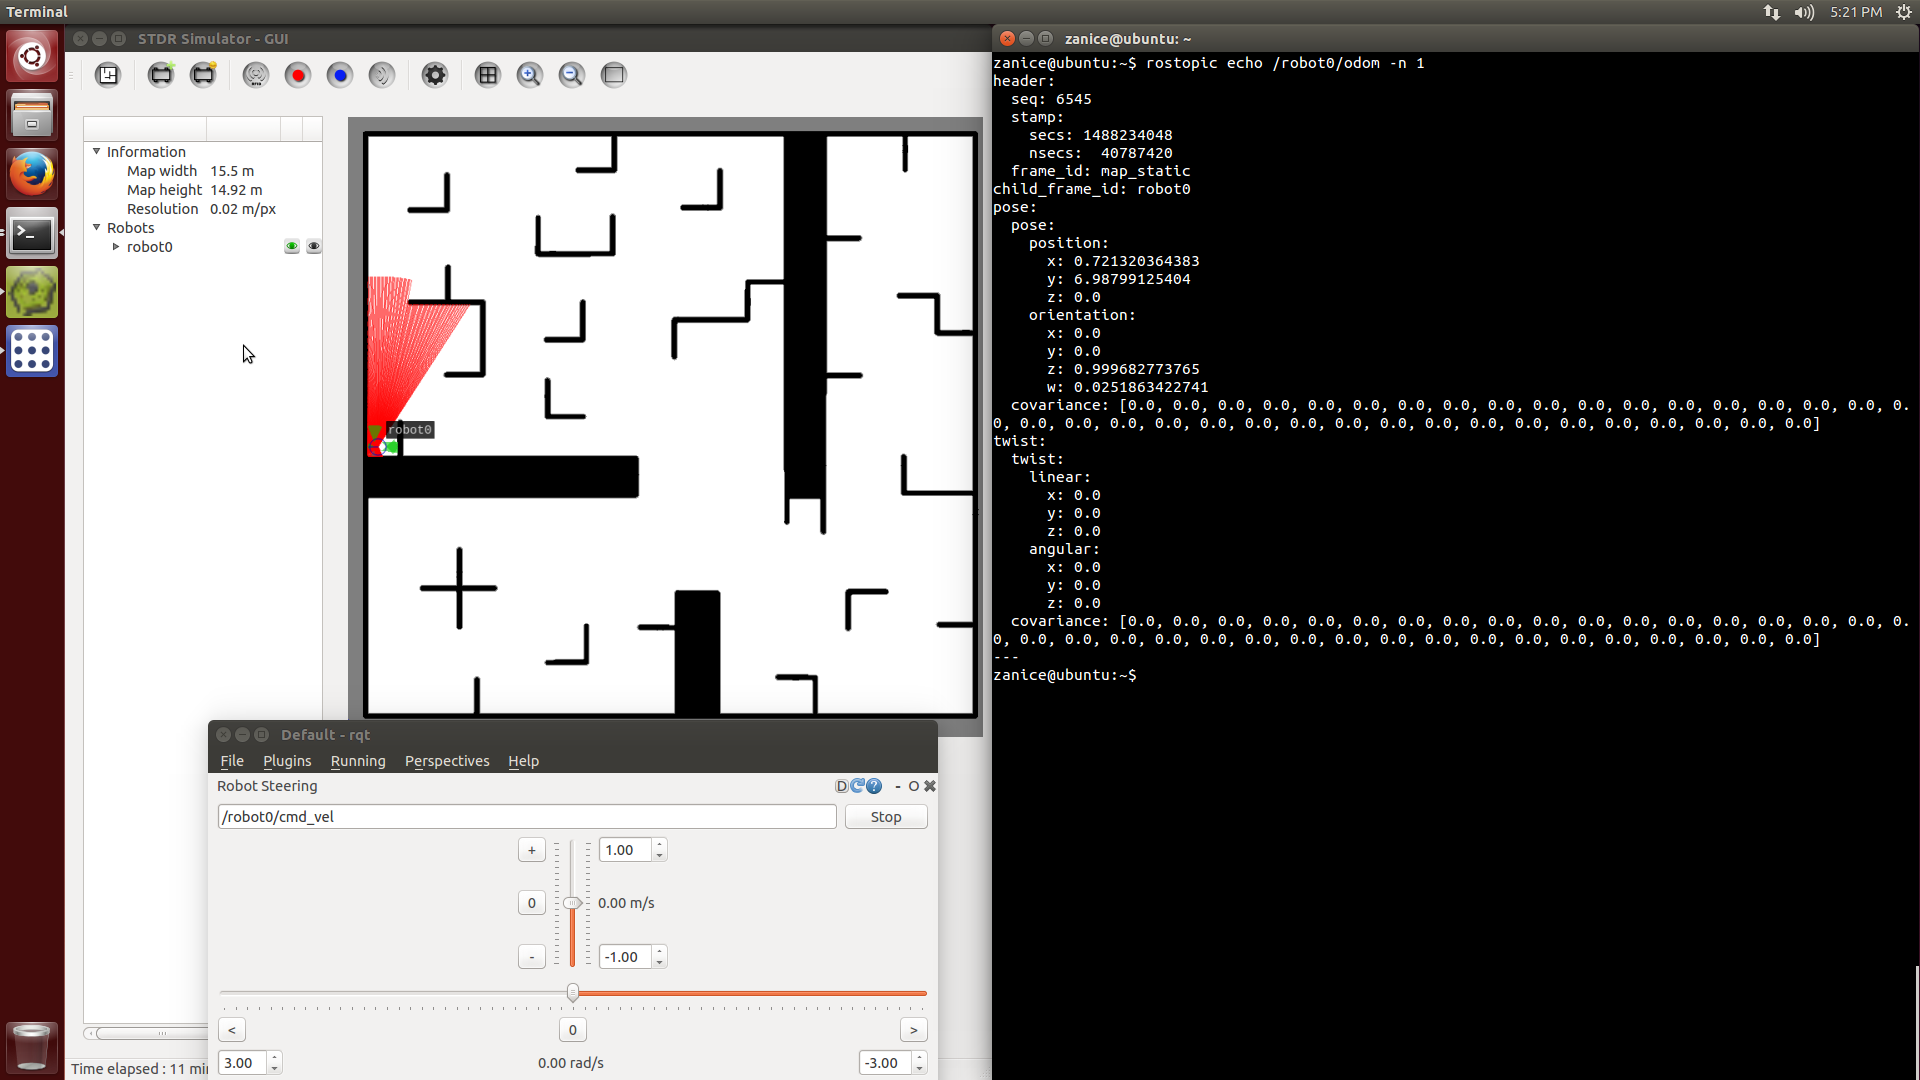 Terminal
5:21 PM
STDR Simulator - GUI
Information
Map width 15.5 m
Map height 14.92 m
Resolution 0.02 m/px
Robots
robot0
robot0
Time elapsed : 11 mi
Default - rqt
File Plugins Running Perspectives Help
Robot Steering
D ? - O
/robot0/cmd_vel
Stop
+
1.00
0
0.00 m/s
-
-1.00
<
0
>
3.00
0.00 rad/s
-3.00
zanice@ubuntu: ~
zanice@ubuntu:~$ rostopic echo /robot0/odom -n 1
header:
seq: 6545
stamp:
secs: 1488234048
nsecs:  40787420
frame_id: map_static
child_frame_id: robot0
pose:
pose:
position:
x: 0.721320364383
y: 6.98799125404
z: 0.0
orientation:
x: 0.0
y: 0.0
z: 0.999682773765
w: 0.0251863422741
covariance: [0.0, 0.0, 0.0, 0.0, 0.0, 0.0, 0.0, 0.0, 0.0, 0.0, 0.0, 0.0, 0.0, 0.0, 0.0, 0.0, 0.0, 0.
0, 0.0, 0.0, 0.0, 0.0, 0.0, 0.0, 0.0, 0.0, 0.0, 0.0, 0.0, 0.0, 0.0, 0.0, 0.0, 0.0, 0.0, 0.0]
twist:
twist:
linear:
x: 0.0
y: 0.0
z: 0.0
angular:
x: 0.0
y: 0.0
z: 0.0
covariance: [0.0, 0.0, 0.0, 0.0, 0.0, 0.0, 0.0, 0.0, 0.0, 0.0, 0.0, 0.0, 0.0, 0.0, 0.0, 0.0, 0.0, 0.
0, 0.0, 0.0, 0.0, 0.0, 0.0, 0.0, 0.0, 0.0, 0.0, 0.0, 0.0, 0.0, 0.0, 0.0, 0.0, 0.0, 0.0, 0.0]
---
zanice@ubuntu:~$